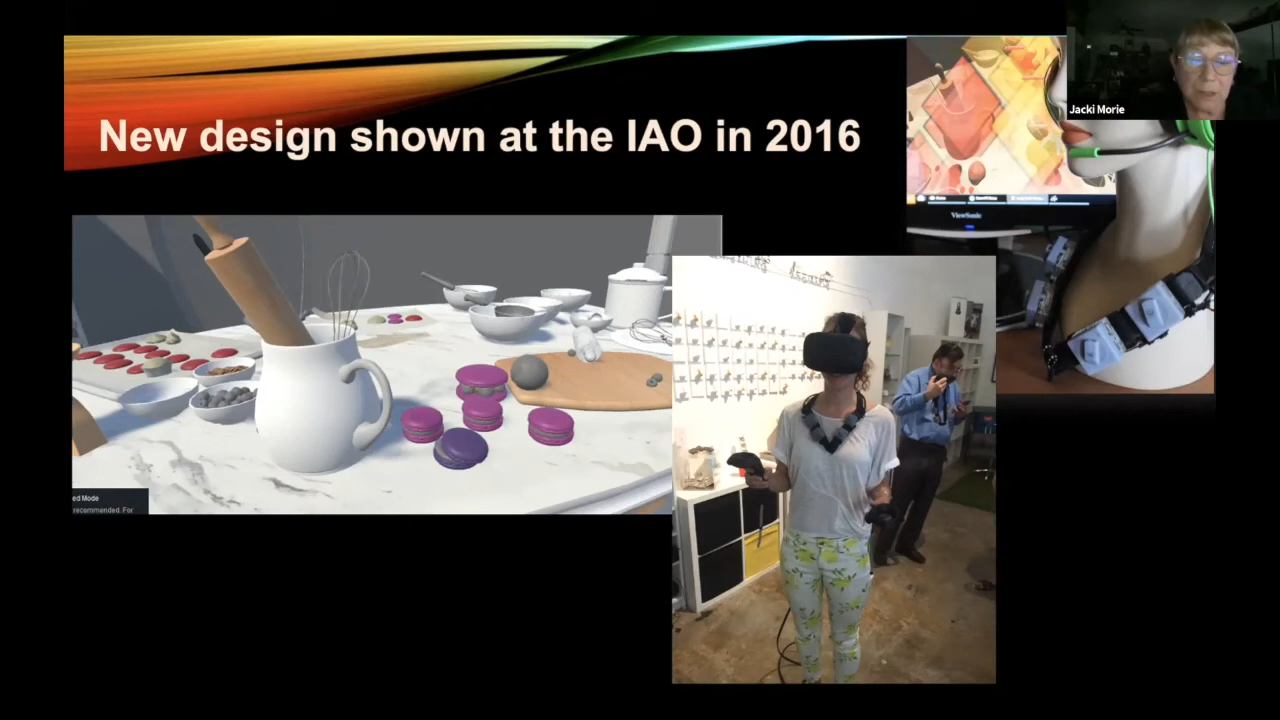 New design shown at the IAO in 2016
Jacki Morie
ViewSonic
ed Mode
recommended. For